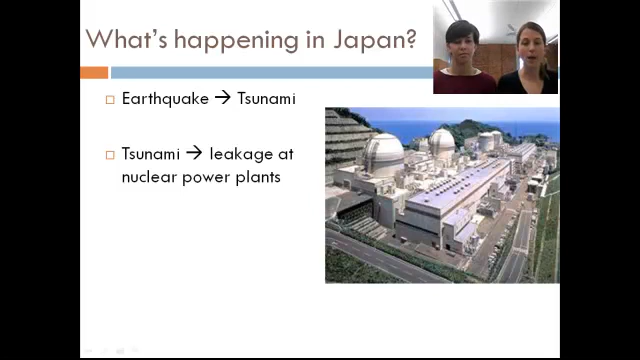 What's happening in Japan?
Earthquake → Tsunami
Tsunami → leakage at
nuclear power plants